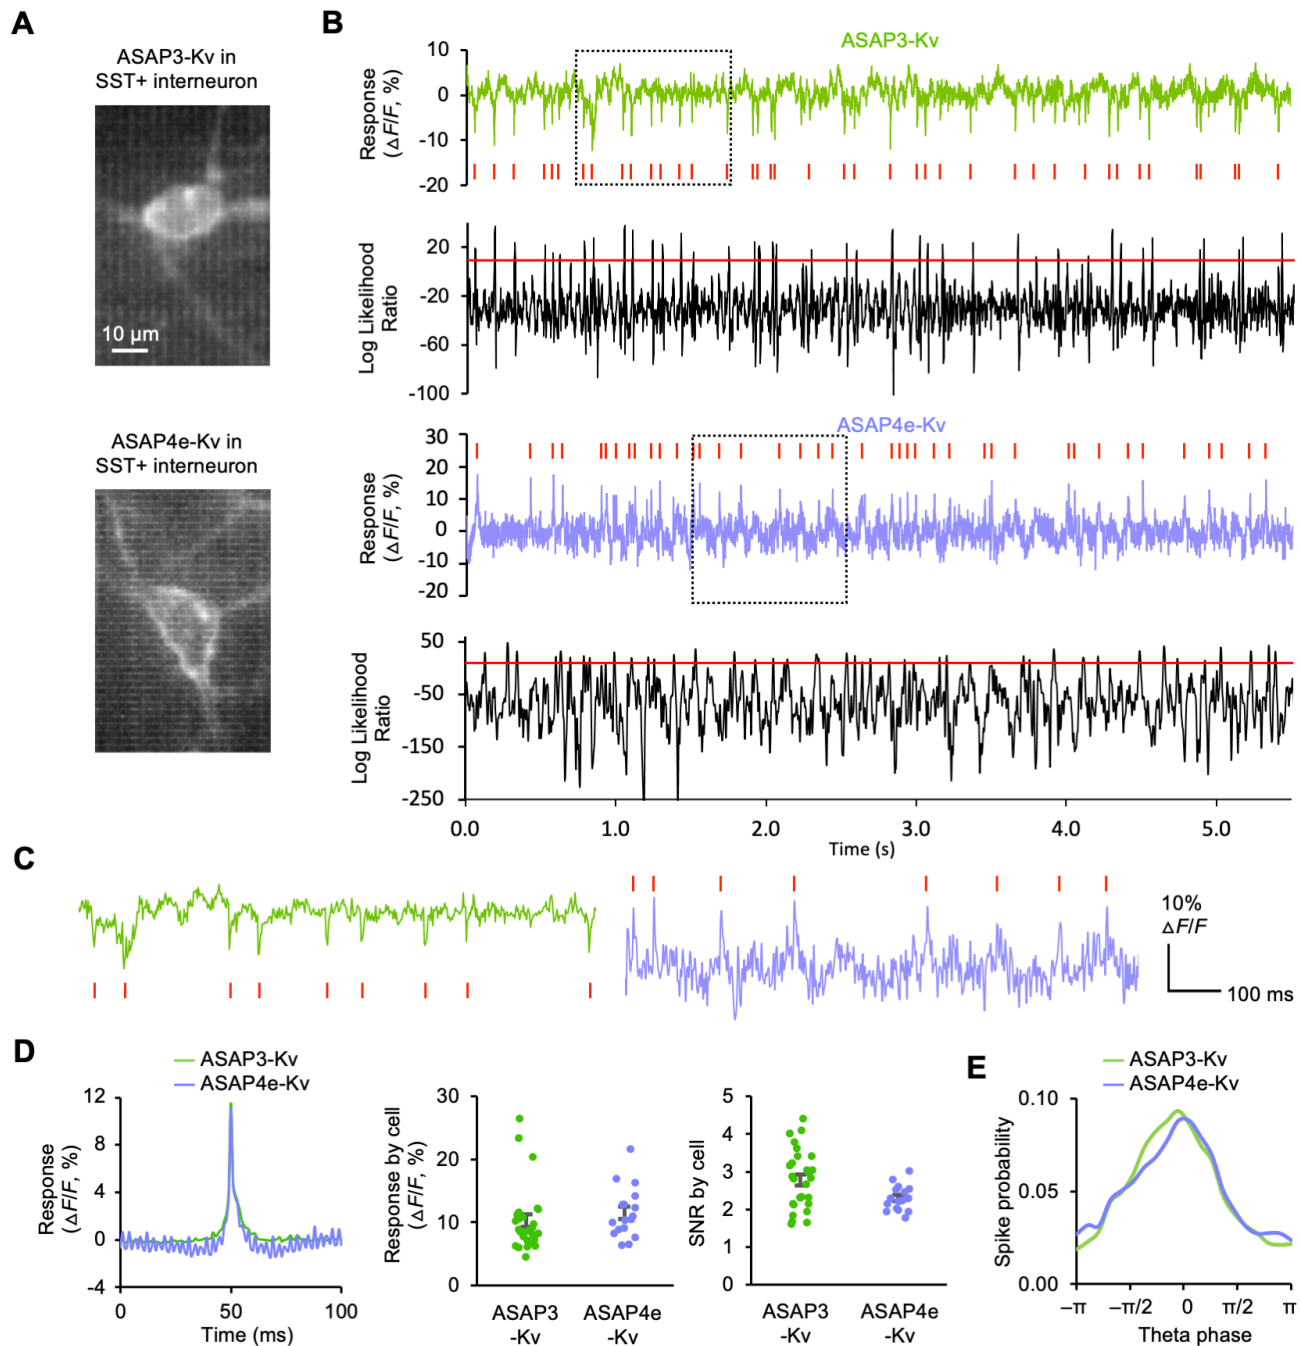 A
ASAP3-Kv in
SST+ interneuron
10 μm
ASAP4e-Kv in
SST+ interneuron
B
ASAP3-Kv
Response
(ΔF/F, %)
10
0
-10
-20
Log Likelihood
Ratio
20
-20
-60
-100
ASAP4e-Kv
Response
(ΔF/F, %)
30
20
10
0
-10
-20
Log Likelihood
Ratio
50
-50
-150
-250
0.0 1.0 2.0 3.0 4.0 5.0
Time (s)
C
10%
ΔF/F
100 ms
D
ASAP3-Kv
ASAP4e-Kv
Response
(ΔF/F, %)
12
8
4
0
-4
0 50 100
Time (ms)
Response by cell
(ΔF/F, %)
30
20
10
0
ASAP3
-Kv
ASAP4e
-Kv
SNR by cell
5
4
3
2
1
0
ASAP3
-Kv
ASAP4e
-Kv
E
ASAP3-Kv
ASAP4e-Kv
Spike probability
0.10
0.05
0.00
–π –π/2 0 π/2 π
Theta phase